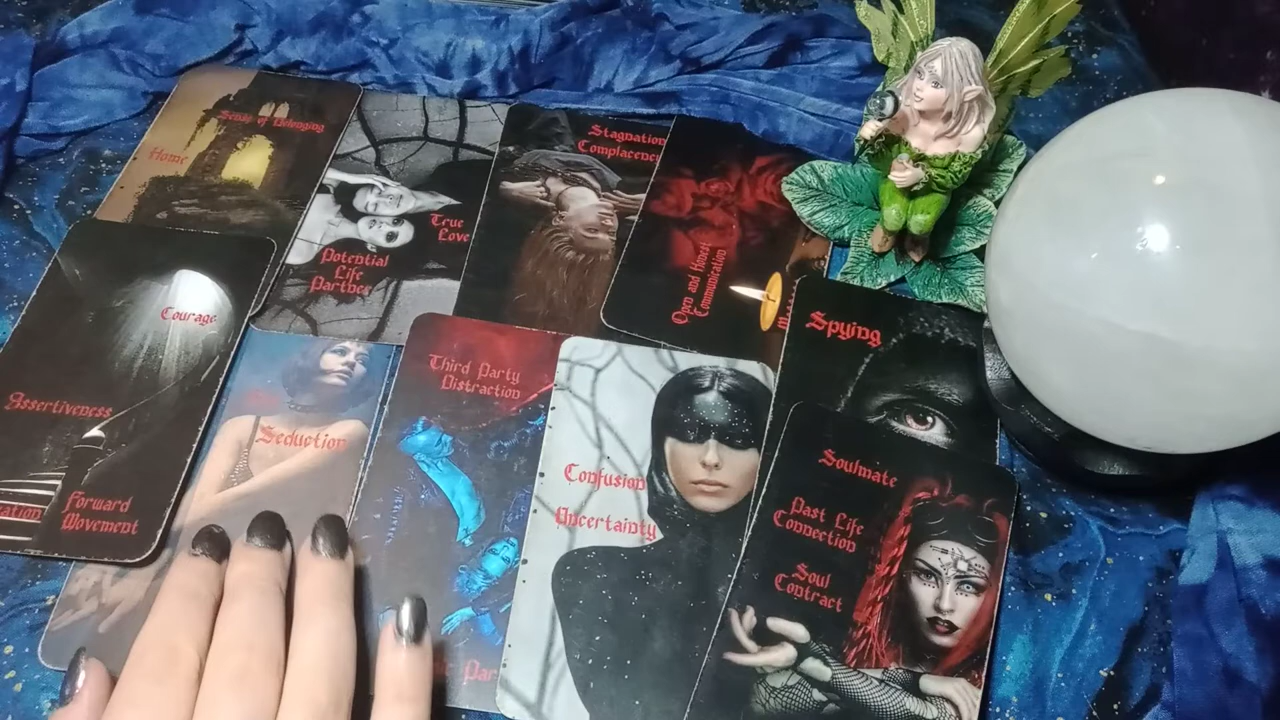 Sense of Belonging
Home
True
Love
Potential
Life
Partner
Stagnation
Complacency
Open and Honest
Communication
Courage
Assertiveness
Forward
Movement
Seduction
Third Party
Distraction
Confusion
Uncertainty
Spying
Soulmate
Past Life
Connection
Soul
Contract